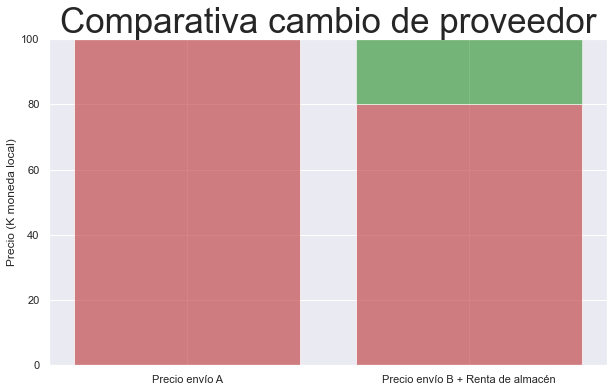 Comparativa cambio de proveedor
Precio (K moneda local)
100
80
60
40
20
0
Precio envío A
Precio envío B + Renta de almacén